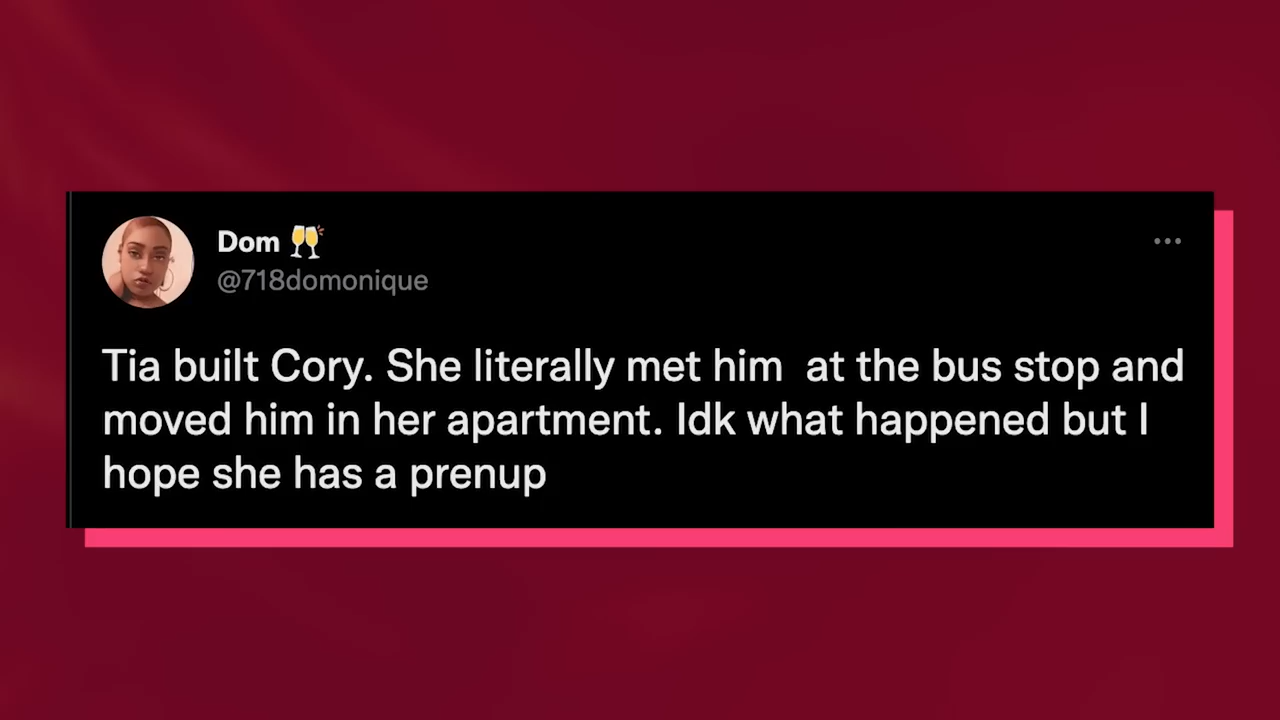 Dom 🥂
@718domonique
Tia built Cory. She literally met him  at the bus stop and
moved him in her apartment. Idk what happened but I
hope she has a prenup